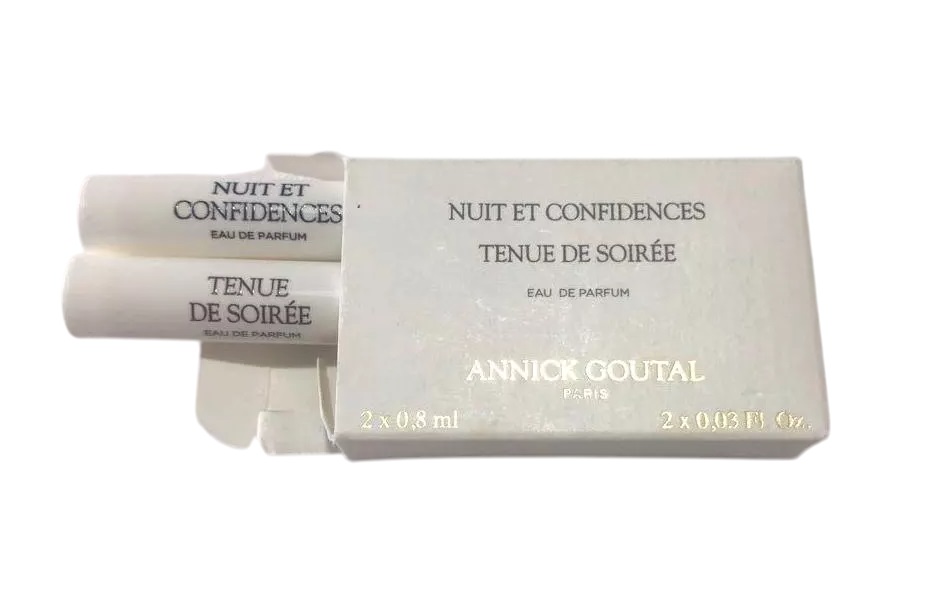 NUIT ET
CONFIDENCES
EAU DE PARFUM
TENUE
DE SOIRÉE
EAU DE PARFUM
NUIT ET CONFIDENCES
TENUE DE SOIRÉE
EAU DE PARFUM
ANNICK GOUTAL
PARIS
2 x 0,8 ml 2 x 0,03 Fl Oz.